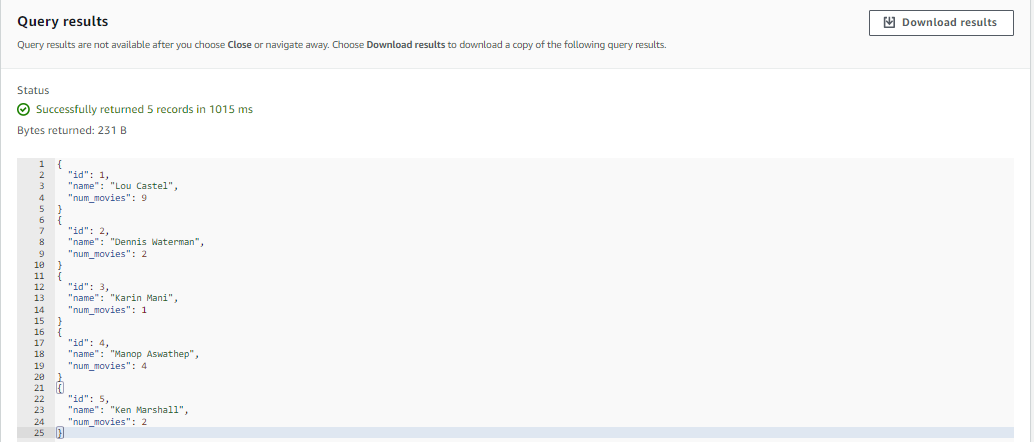 Query results
Download results
Query results are not available after you choose Close or navigate away. Choose Download results to download a copy of the following query results.
Status
Successfully returned 5 records in 1015 ms
Bytes returned: 231 B
1 {
2 "id": 1,
3 "name": "Lou Castel",
4 "num_movies": 9
5 }
6 {
7 "id": 2,
8 "name": "Dennis Waterman",
9 "num_movies": 2
10 }
11 {
12 "id": 3,
13 "name": "Karin Mani",
14 "num_movies": 1
15 }
16 {
17 "id": 4,
18 "name": "Manop Aswathep",
19 "num_movies": 4
20 }
21 {
22 "id": 5,
23 "name": "Ken Marshall",
24 "num_movies": 2
25 }